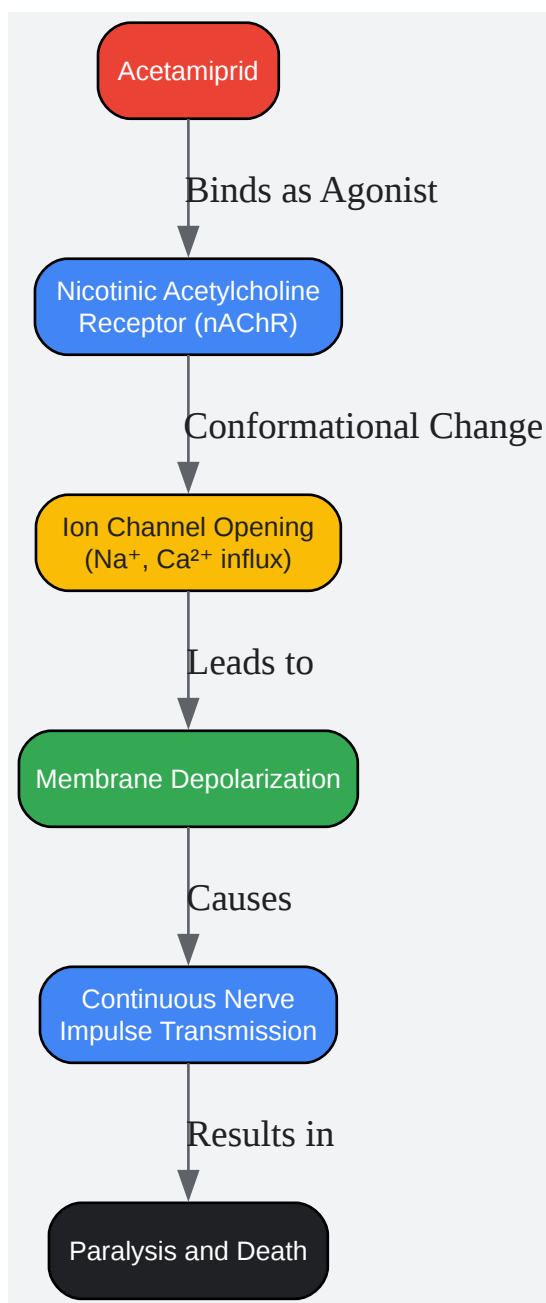 Acetamiprid
Binds as Agonist
Nicotinic Acetylcholine
Receptor (nAChR)
Conformational Change
Ion Channel Opening
(Na⁺, Ca²⁺ influx)
Leads to
Membrane Depolarization
Causes
Continuous Nerve
Impulse Transmission
Results in
Paralysis and Death